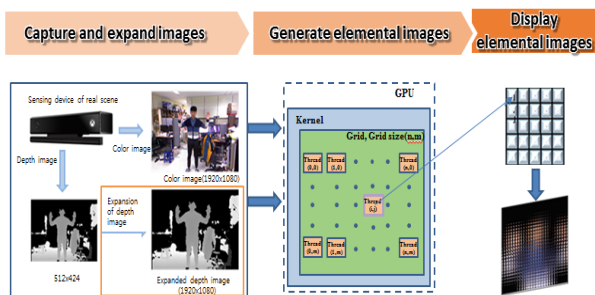 Capture and expand images
Generate elemental images
Display
elemental images
Sensing device of real scene
Color image
Depth image
Color image(1920x1080)
Expansion
of depth
image
512x424
Expanded depth image
(1920x1080)
GPU
Kernel
Grid, Grid size(n,m)
Thread
(0,0)
Thread
(1,0)
Thread
(n,0)
Thread
(i,j)
Thread
(0,m)
Thread
(1,m)
Thread
(n,m)